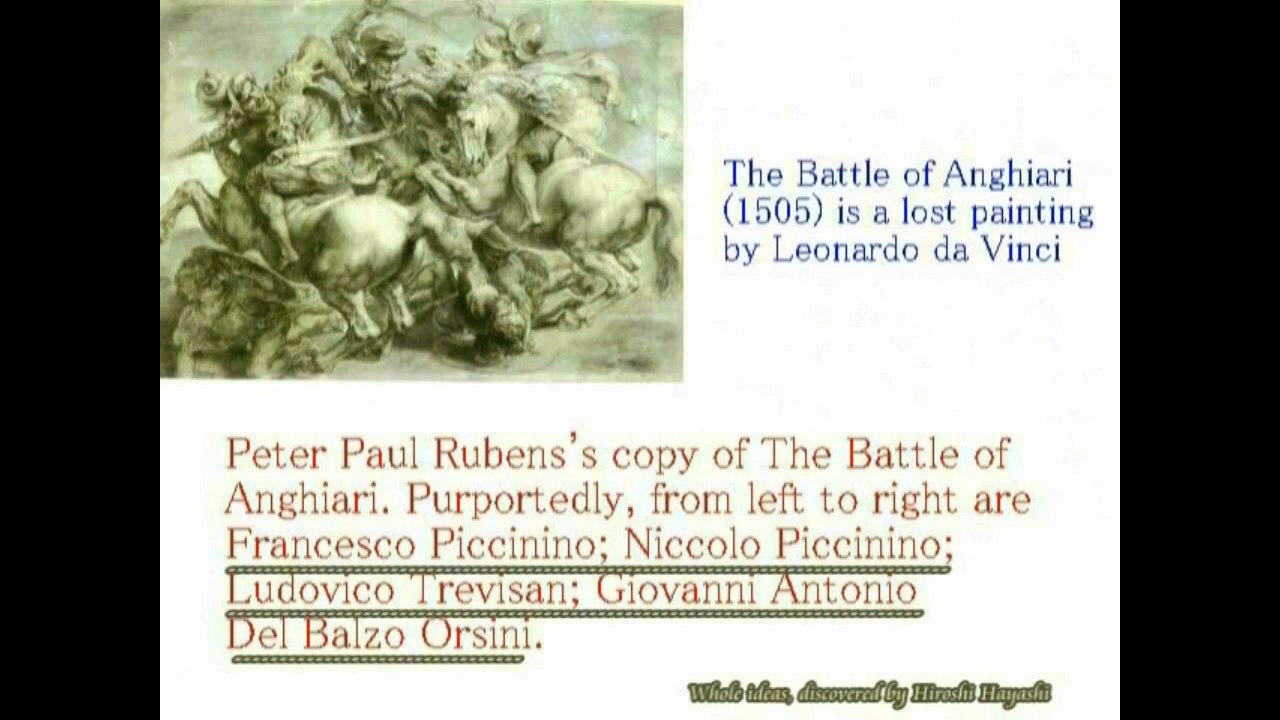 The Battle of Anghiari
(1505) is a lost painting
by Leonardo da Vinci
Peter Paul Rubens's copy of The Battle of
Anghiari. Purportedly, from left to right are
Francesco Piccinino; Niccolo Piccinino;
Ludovico Trevisan; Giovanni Antonio
Del Balzo Orsini.
Whole ideas, discovered by Hiroshi Hayashi